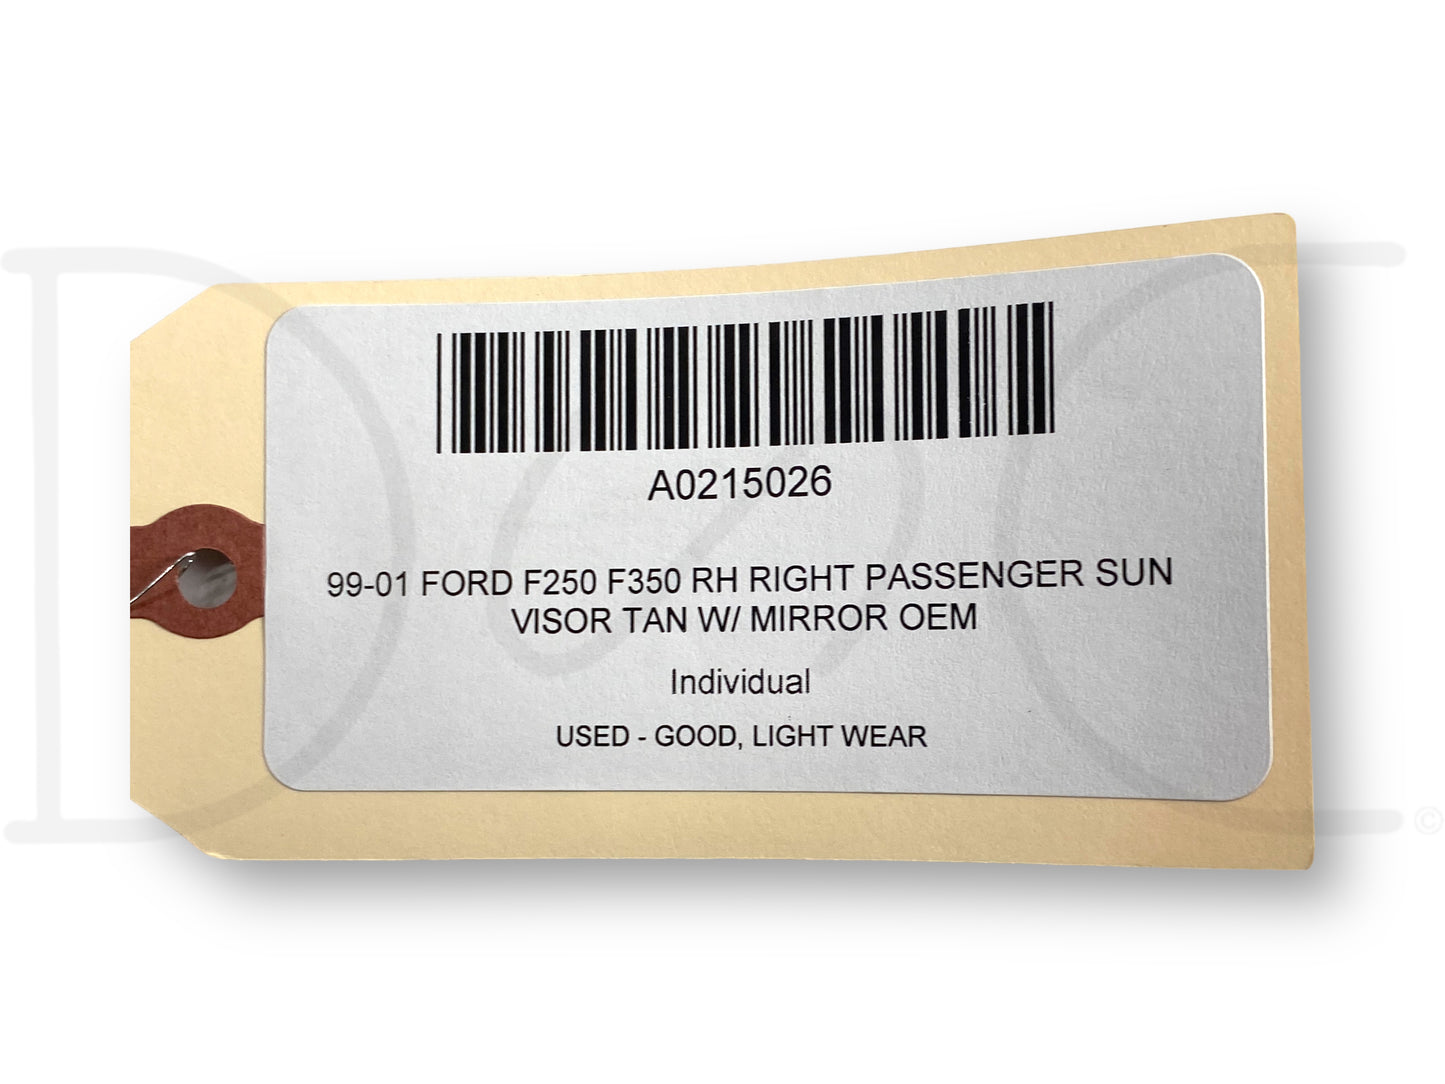 A0215026
99-01 FORD F250 F350 RH RIGHT PASSENGER SUN
VISOR TAN W/ MIRROR OEM
Individual
USED - GOOD, LIGHT WEAR
©